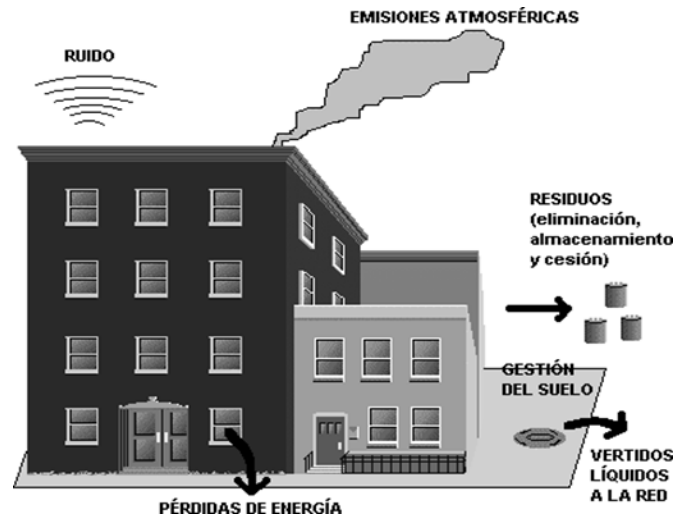 EMISIONES ATMOSFÉRICAS
RUIDO
RESIDUOS
(eliminación,
almacenamiento
y cesión)
GESTIÓN
DEL SUELO
VERTIDOS
LÍQUIDOS
A LA RED
PÉRDIDAS DE ENERGÍA